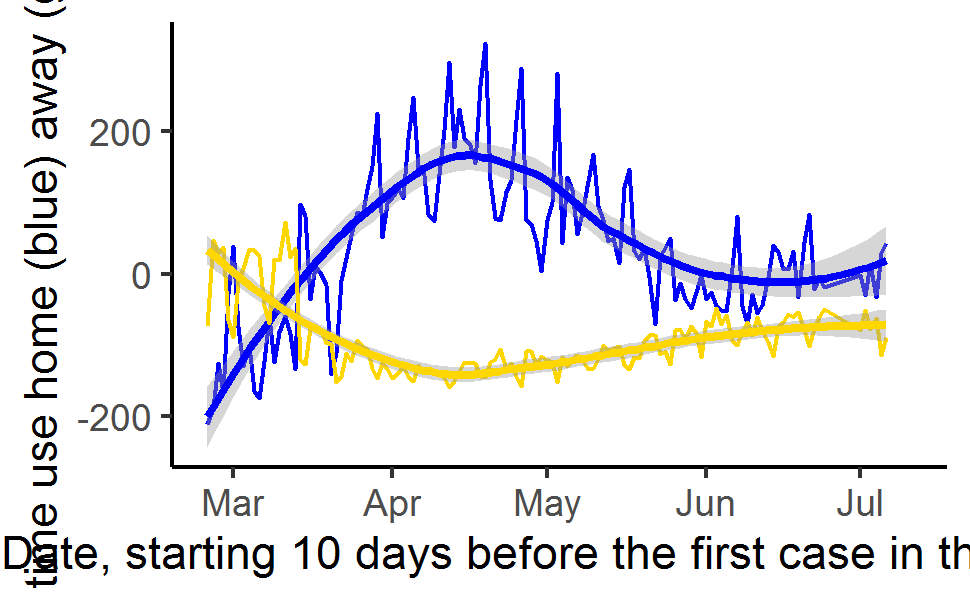 time use home (blue) away (
200
0
-200
Mar Apr May Jun Jul
Date, starting 10 days before the first case in th